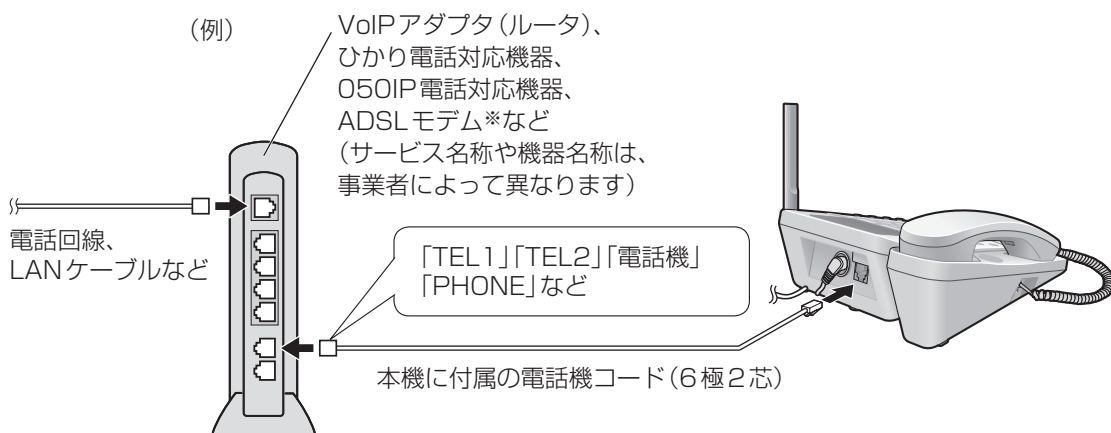 (例)
VoIPアダプタ(ルータ)、
ひかり電話対応機器、
050IP電話対応機器、
ADSLモデム※など
(サービス名称や機器名称は、
事業者によって異なります)
電話回線、
LANケーブルなど
「TEL1」「TEL2」「電話機」
「PHONE」など
本機に付属の電話機コード(6極2芯)